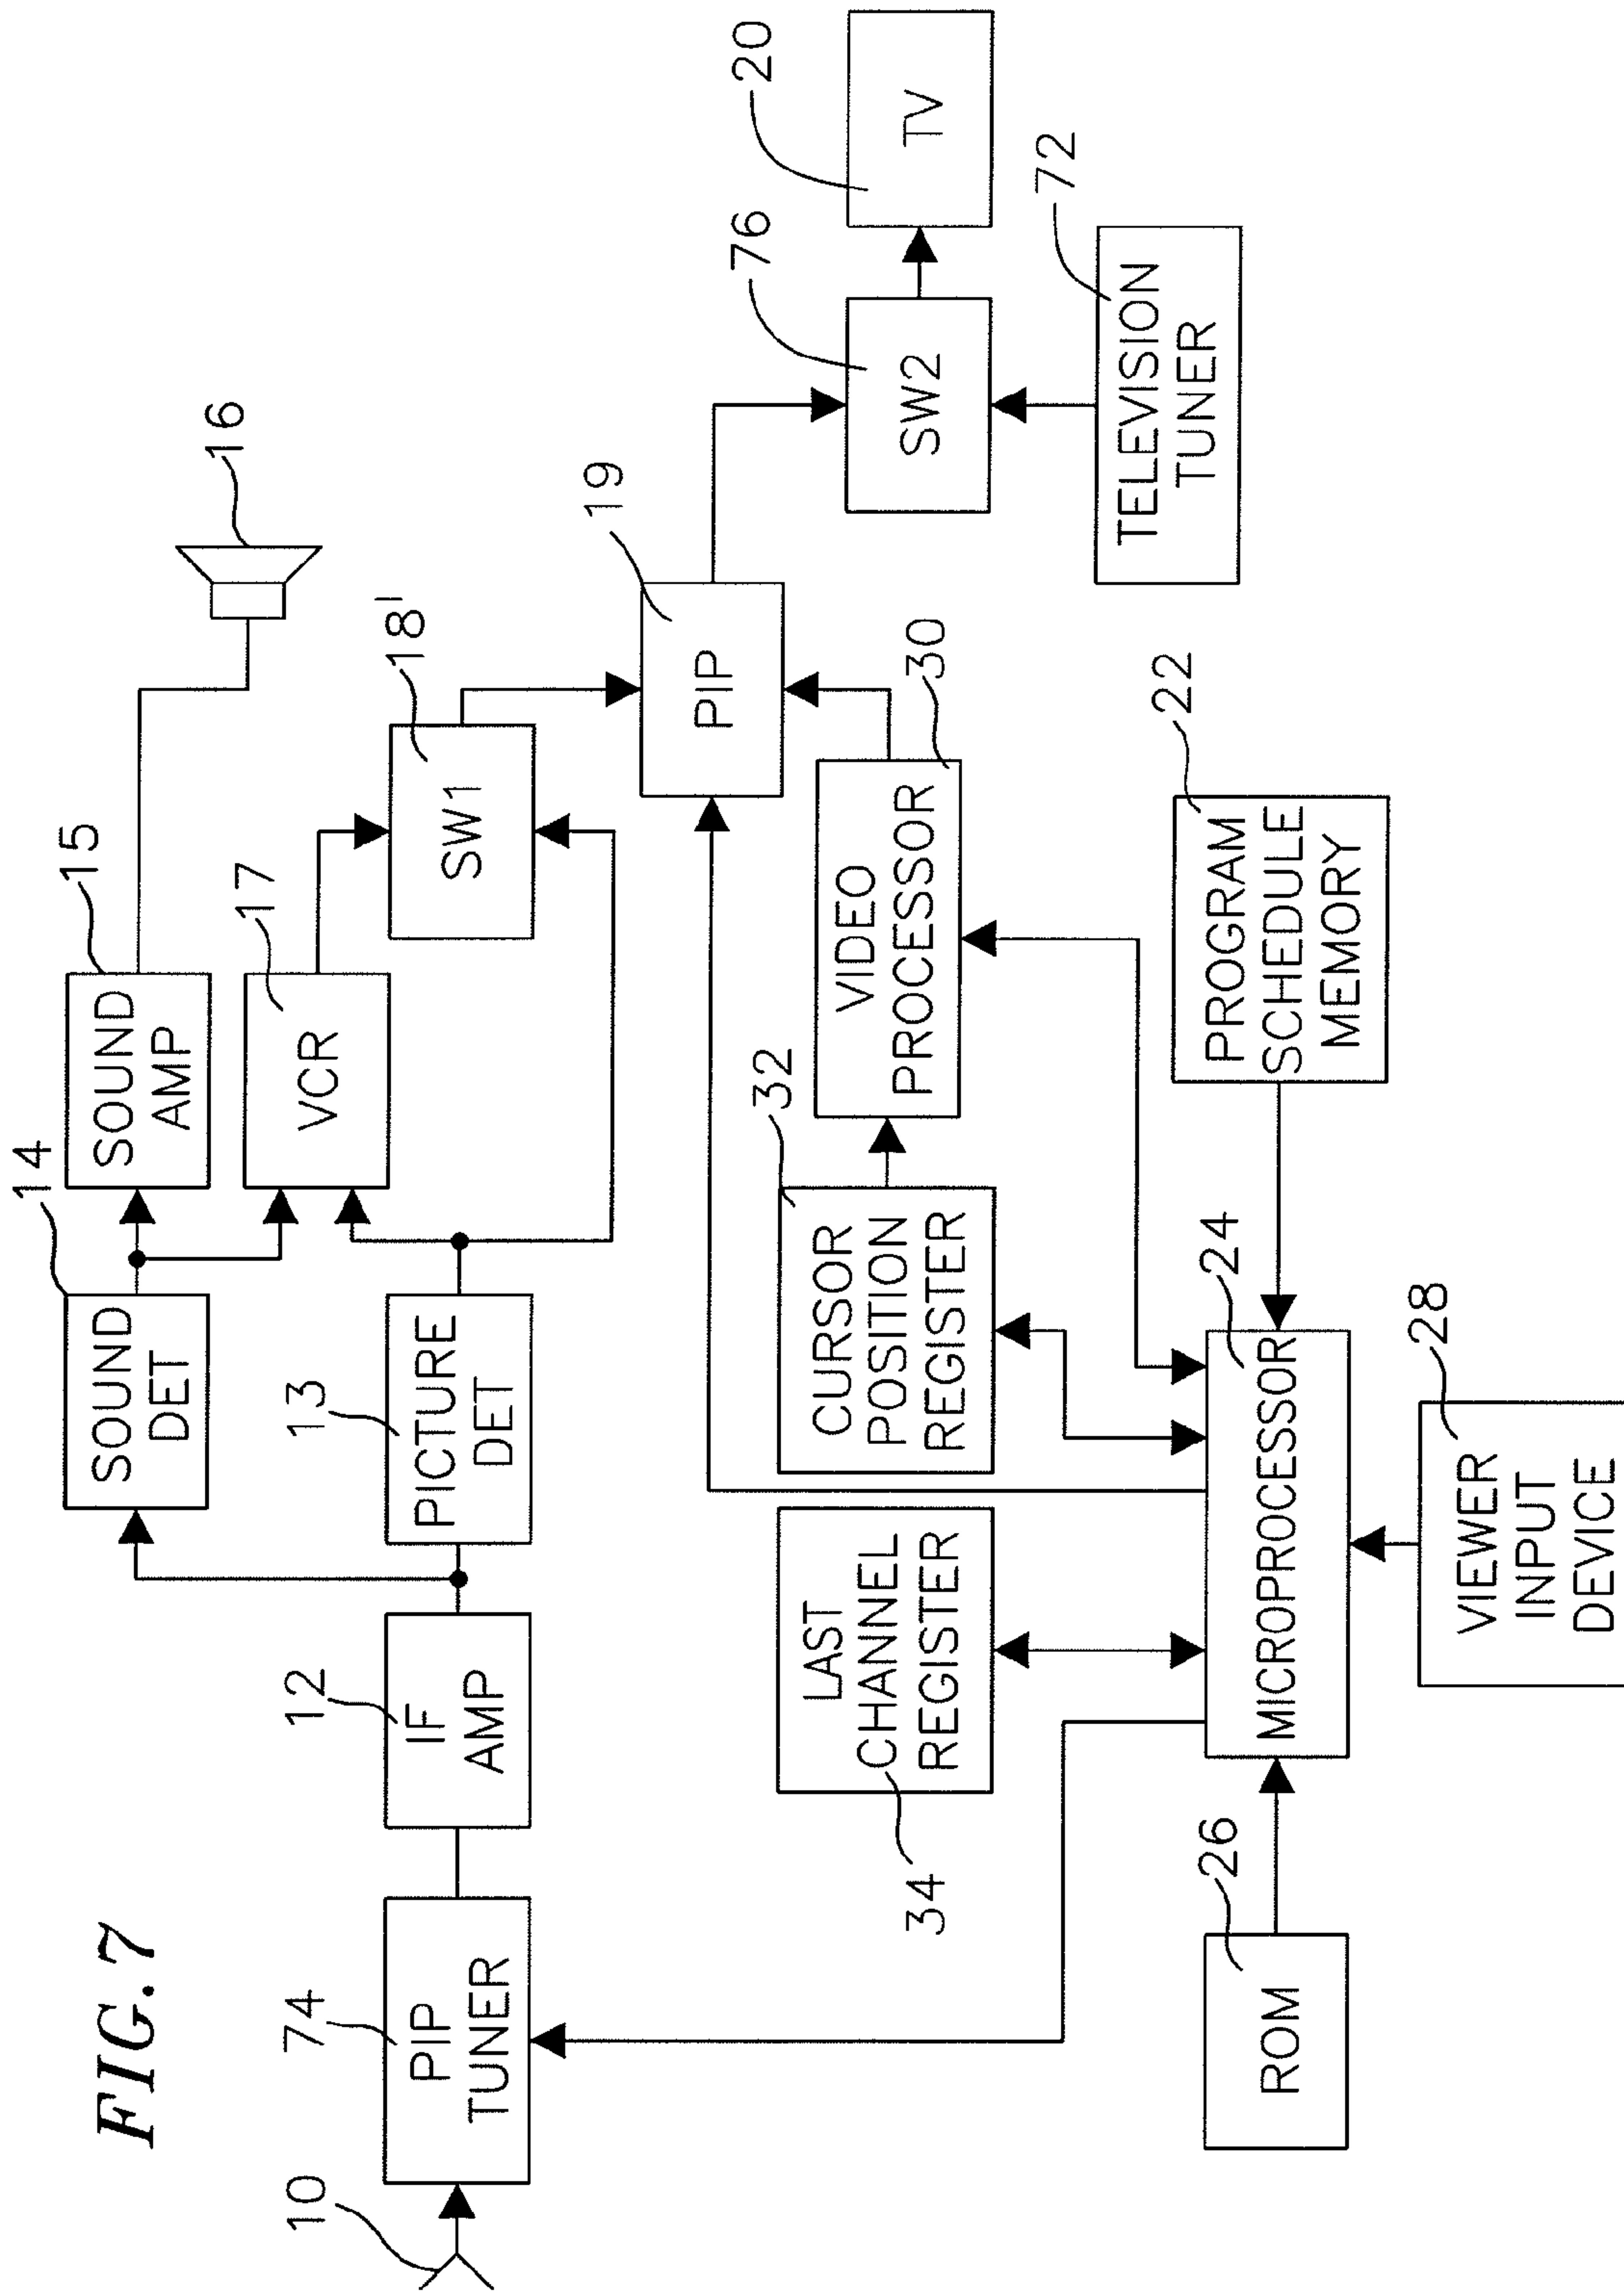 FIG.7
10
74
PIP
TUNER
12
IF
AMP
13
PICTURE
DET
14
SOUND
DET
15
SOUND
AMP
16
17
VCR
18'
SW1
19
PIP
76
SW2
20
TV
72
TELEVISION
TUNER
34
LAST
CHANNEL
REGISTER
32
CURSOR
POSITION
REGISTER
30
VIDEO
PROCESSOR
22
PROGRAM
SCHEDULE
MEMORY
24
MICROPROCESSOR
26
ROM
28
VIEWER
INPUT
DEVICE